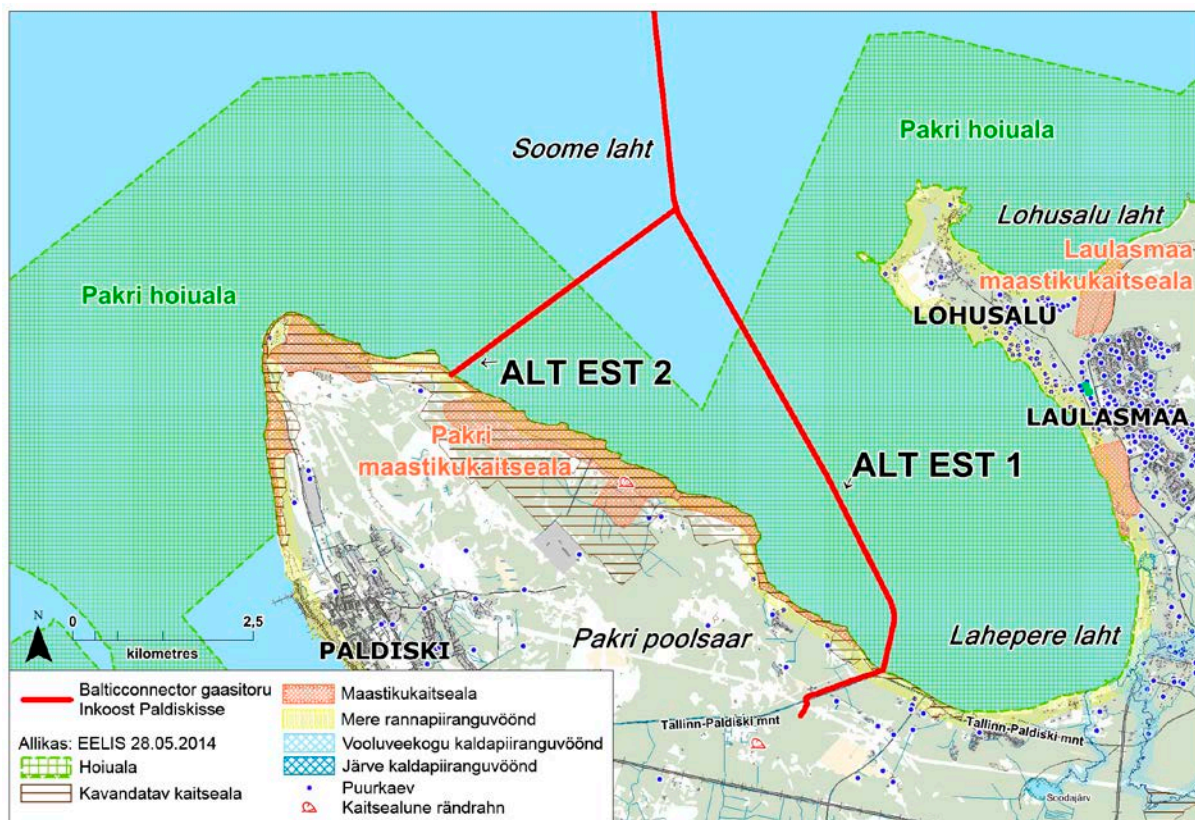 Pakri hoiuala
Soome laht
Lohusalu laht
Laulasmaa
maastikukaitseala
Pakri hoiuala
LOHUSALU
ALT EST 2
LAULASMAA
Pakri
maastikukaitseala
ALT EST 1
N
0 2,5
kilomeetres
PALDISKI
Pakri poolsaar
Lahepere laht
Tallinn-Paldiski mnt
Tallinn-Paldiski mnt
Soodajärv
Balticconnector gaasitoru
Inkoost Paldiskisse
Allikas: EELIS 28.05.2014
Hoiuala
Kavandatav kaitseala
Maastikukaitseala
Mere rannapiiranguvöönd
Vooluveekogu kaldapiiranguvöönd
Järve kaldapiiranguvöönd
Puurkaev
Kaitsealune rändrahn